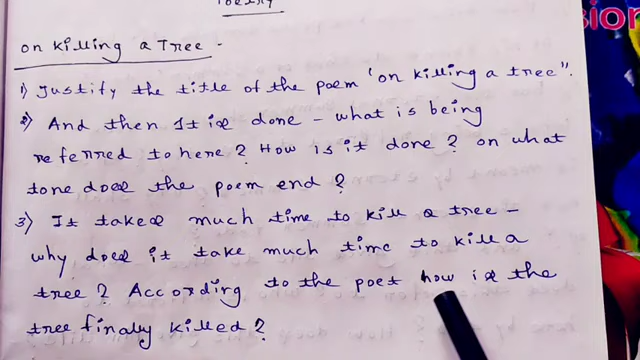 Poetry
on Killing a Tree -
1) Justify the title of the poem "on killing a tree".
2) And then It is done - what is being
referred to here? How is it done? on what
tone does the poem end?
3) It takes much time to kill a tree -
why does it take much time to kill a
tree? According to the poet how is the
tree finaly killed?
sion